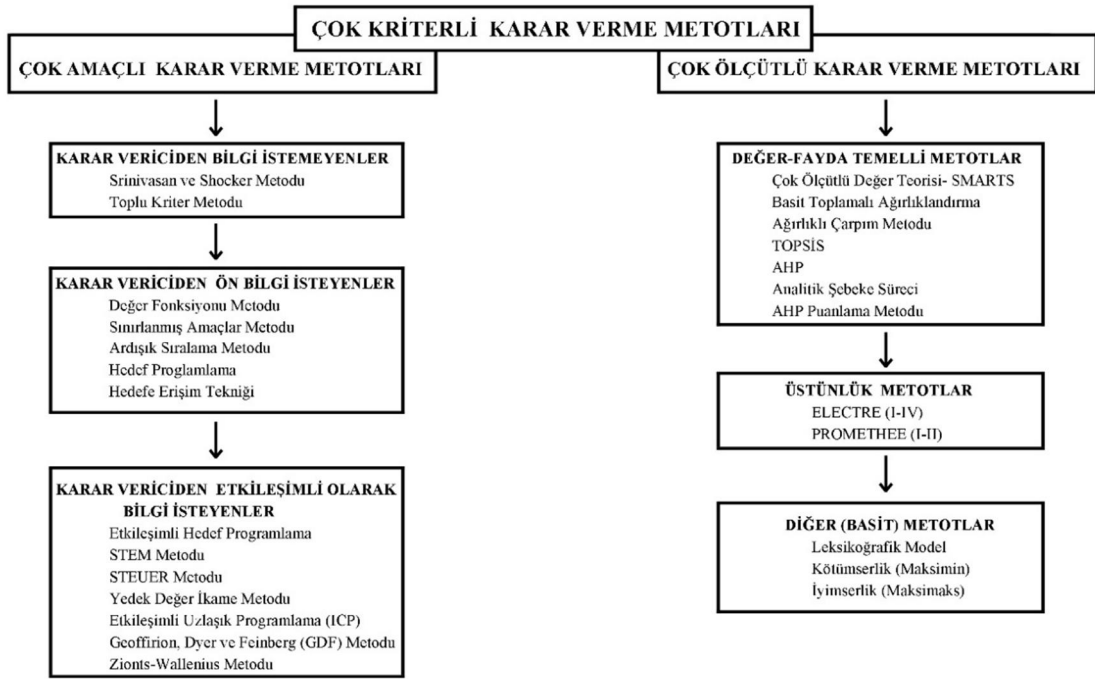 ÇOK KRİTERLİ KARAR VERME METOTLARI
ÇOK AMAÇLI KARAR VERME METOTLARI
KARAR VERİCİDEN BİLGİ İSTEMEYENLER
Srinivasan ve Shocker Metodu
Toplu Kriter Metodu
KARAR VERİCİDEN ÖN BİLGİ İSTEYENLER
Değer Fonksiyonu Metodu
Sınırlanmış Amaçlar Metodu
Ardışık Sıralama Metodu
Hedef Proglamlama
Hedefe Erişim Tekniği
KARAR VERİCİDEN ETKİLEŞİMLİ OLARAK
BİLGİ İSTEYENLER
Etkileşimli Hedef Programlama
STEM Metodu
STEUER Metodu
Yedek Değer İkame Metodu
Etkileşimli Uzlaşık Programlama (ICP)
Geoffirion, Dyer ve Feinberg (GDF) Metodu
Zionts-Wallenius Metodu
ÇOK ÖLÇÜTLÜ KARAR VERME METOTLARI
DEĞER-FAYDA TEMELLİ METOTLAR
Çok Ölçütlü Değer Teorisi- SMARTS
Basit Toplamalı Ağırlıklandırma
Ağırlıklı Çarpım Metodu
TOPSİS
AHP
Analitik Şebeke Süreci
AHP Puanlama Metodu
ÜSTÜNLÜK METOTLAR
ELECTRE (I-IV)
PROMETHEE (I-II)
DİĞER (BASİT) METOTLAR
Leksikoğrafik Model
Kötümserlik (Maksimin)
İyimserlik (Maksimaks)